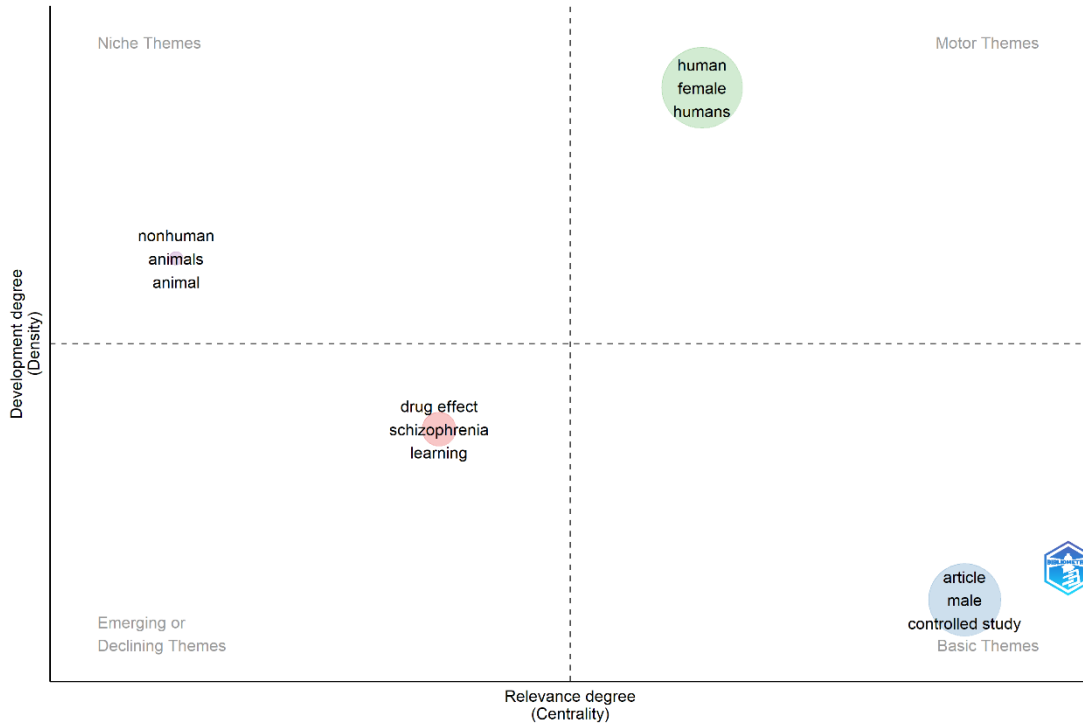 Niche Themes
Motor Themes
human
female
humans
nonhuman
animals
animal
Development degree
(Density)
drug effect
schizophrenia
learning
article
male
controlled study
Emerging or
Declining Themes
Basic Themes
Relevance degree
(Centrality)